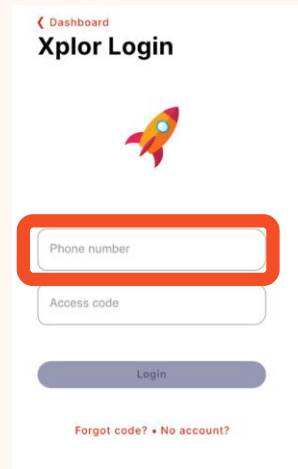 ❮ Dashboard
Xplor Login
Phone number
Access code
Login
Forgot code? • No account?